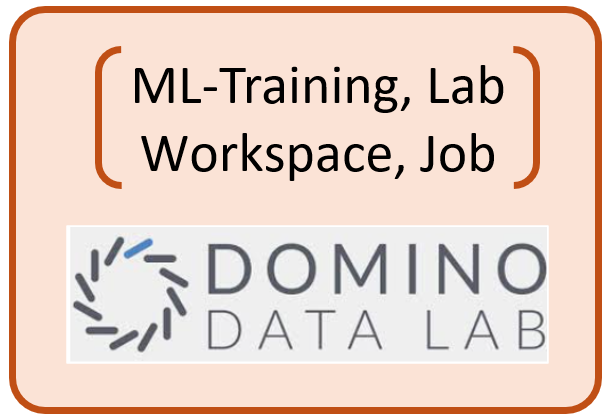 ML-Training, Lab
Workspace, Job
DOMINO
DATA LAB